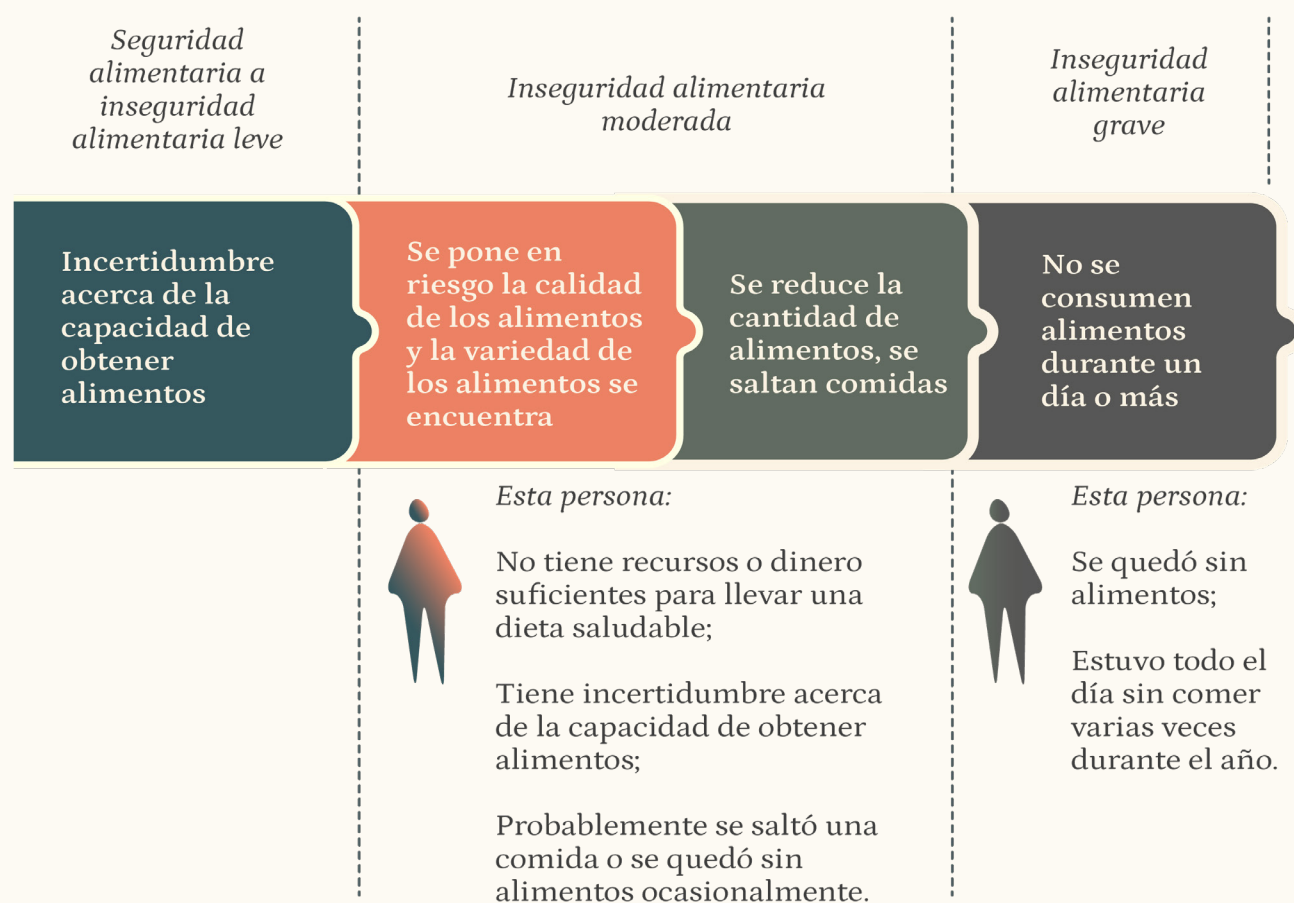 Seguridad
alimentaria a
inseguridad
alimentaria leve
Inseguridad alimentaria
moderada
Inseguridad
alimentaria
grave
Incertidumbre
acerca de la
capacidad de
obtener
alimentos
Se pone en
riesgo la calidad
de los alimentos
y la variedad de
los alimentos se
encuentra
Se reduce la
cantidad de
alimentos, se
saltan comidas
No se
consumen
alimentos
durante un
día o más
Esta persona:
No tiene recursos o dinero
suficientes para llevar una
dieta saludable;
Tiene incertidumbre acerca
de la capacidad de obtener
alimentos;
Probablemente se saltó una
comida o se quedó sin
alimentos ocasionalmente.
Esta persona:
Se quedó sin
alimentos;
Estuvo todo el
día sin comer
varias veces
durante el año.